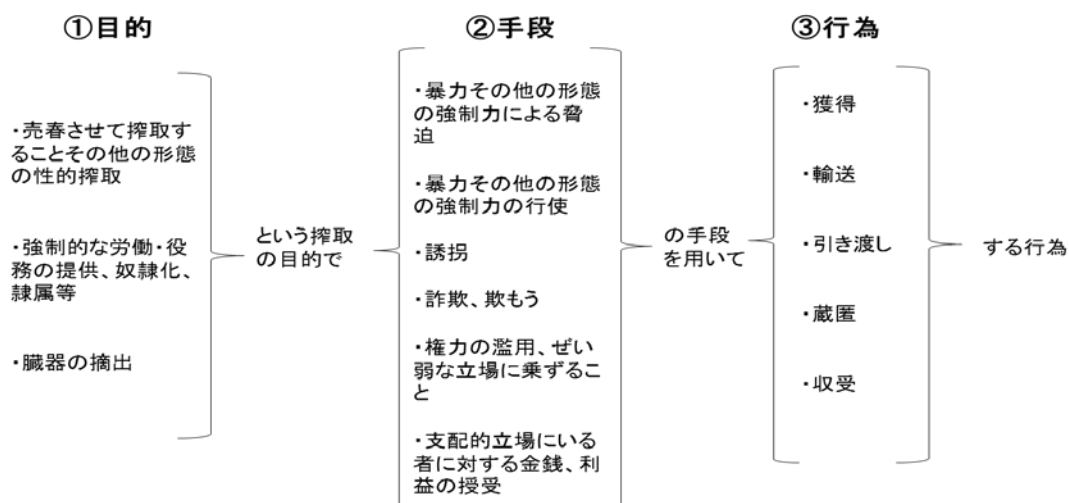 ①目的
・売春させて搾取す
ることその他の形態
の性的搾取
・強制的な労働・役
務の提供、奴隷化、
隷属等
・臓器の摘出
という搾取
の目的で
②手段
・暴力その他の形態
の強制力による脅
迫
・暴力その他の形態
の強制力の行使
・誘拐
・詐欺、欺もう
・権力の濫用、ぜい
弱な立場に乗ずるこ
と
・支配的立場にいる
者に対する金銭、利
益の授受
の手段
を用いて
③行為
・獲得
・輸送
・引き渡し
・蔵匿
・収受
する行為